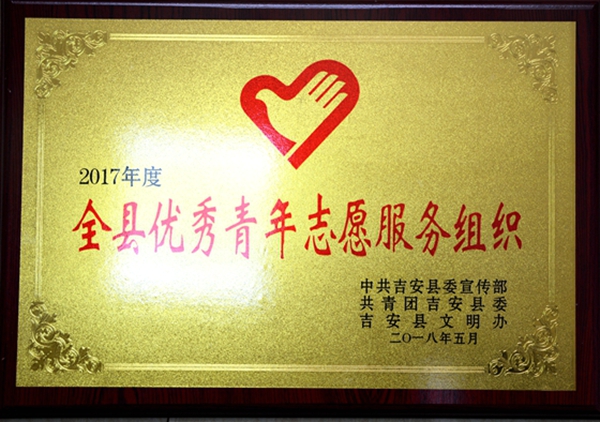 2017年度
全县优秀青年志愿服务组织
中共吉安县委宣传部
共青团吉安县委
吉安县文明办
二〇一八年五月